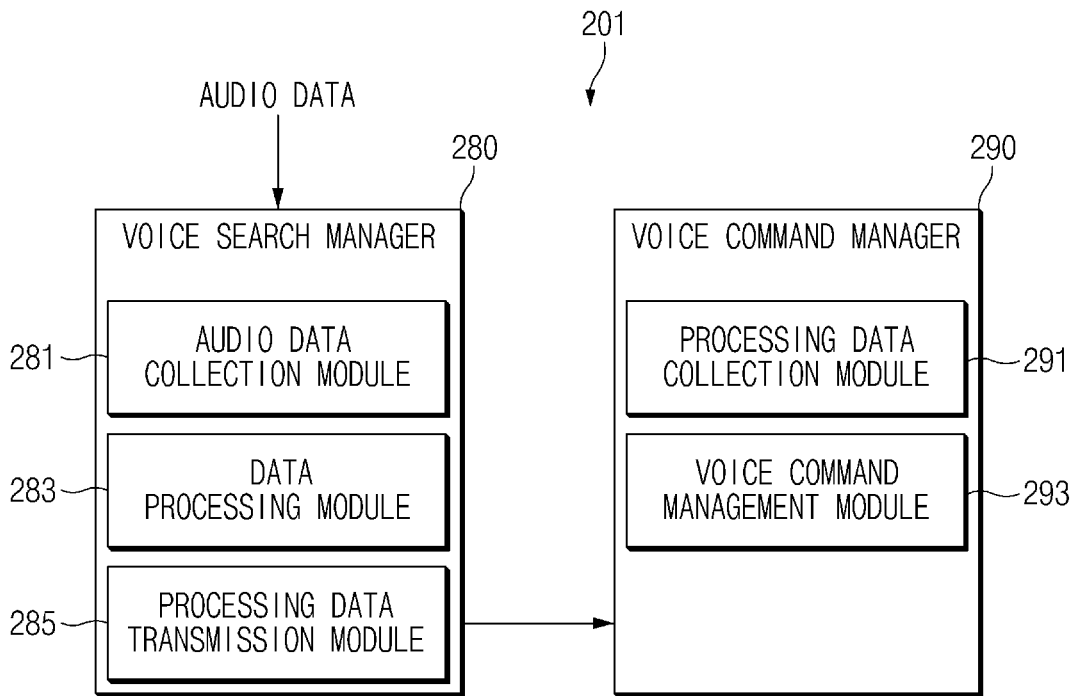 201
AUDIO DATA
280
290
VOICE SEARCH MANAGER
VOICE COMMAND MANAGER
281
AUDIO DATA
COLLECTION MODULE
PROCESSING DATA
COLLECTION MODULE
291
283
DATA
PROCESSING MODULE
VOICE COMMAND
MANAGEMENT MODULE
293
285
PROCESSING DATA
TRANSMISSION MODULE